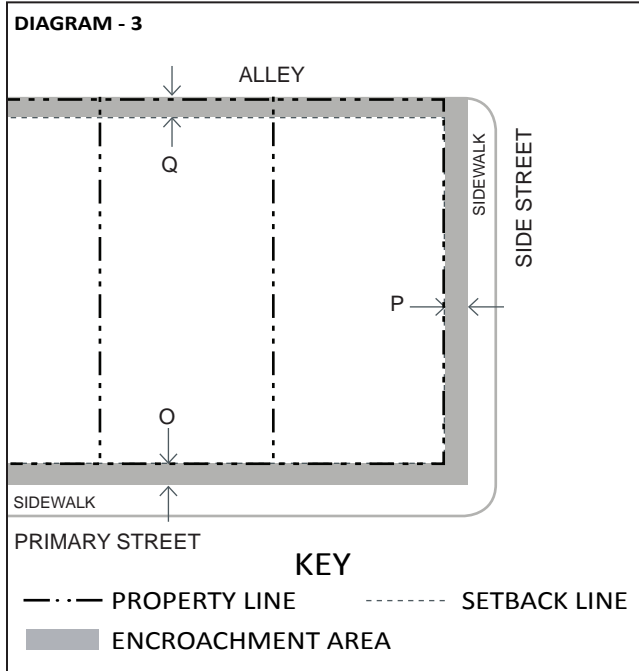 DIAGRAM - 3
ALLEY
Q
SIDEWALK
SIDE STREET
P
O
SIDEWALK
PRIMARY STREET
KEY
PROPERTY LINE
SETBACK LINE
ENCROACHMENT AREA